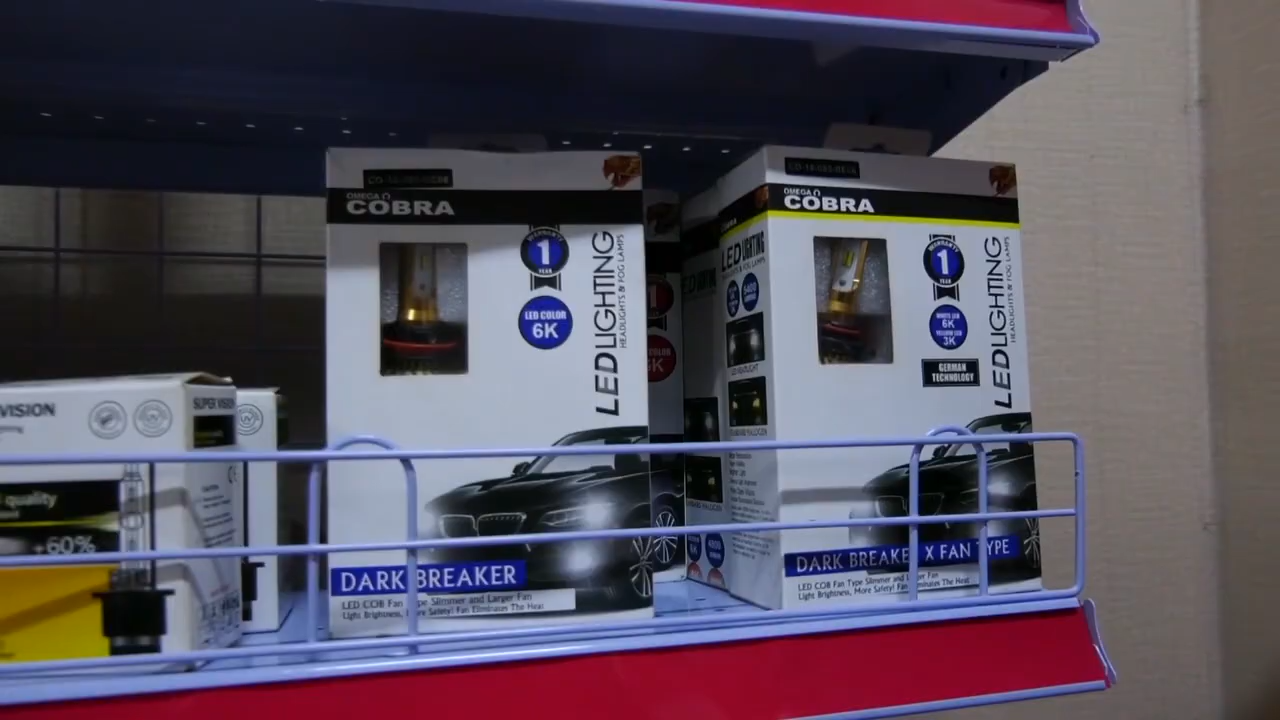 OMEGA
COBRA
WARRANTY
1
YEAR
LED COLOR
6K
LED LIGHTING
HEADLIGHTS & FOG LAMPS
DARK BREAKER
LED COB Fan Type Slimmer and Larger Fan
Light Brightness, More Safety! Fan Eliminates The Heat
OMEGA
COBRA
WARRANTY
1
YEAR
WHITE LED
6K
YELLOW LED
3K
GERMAN
TECHNOLOGY
LED LIGHTING
HEADLIGHTS & FOG LAMPS
DARK BREAKER X FAN TYPE
LED COB Fan Type Slimmer and Larger Fan
Light Brightness, More Safety! Fan Eliminates The Heat
LED LIGHTING
LED HEADLIGHT
VISION
SUPER VISION
quality
+60%